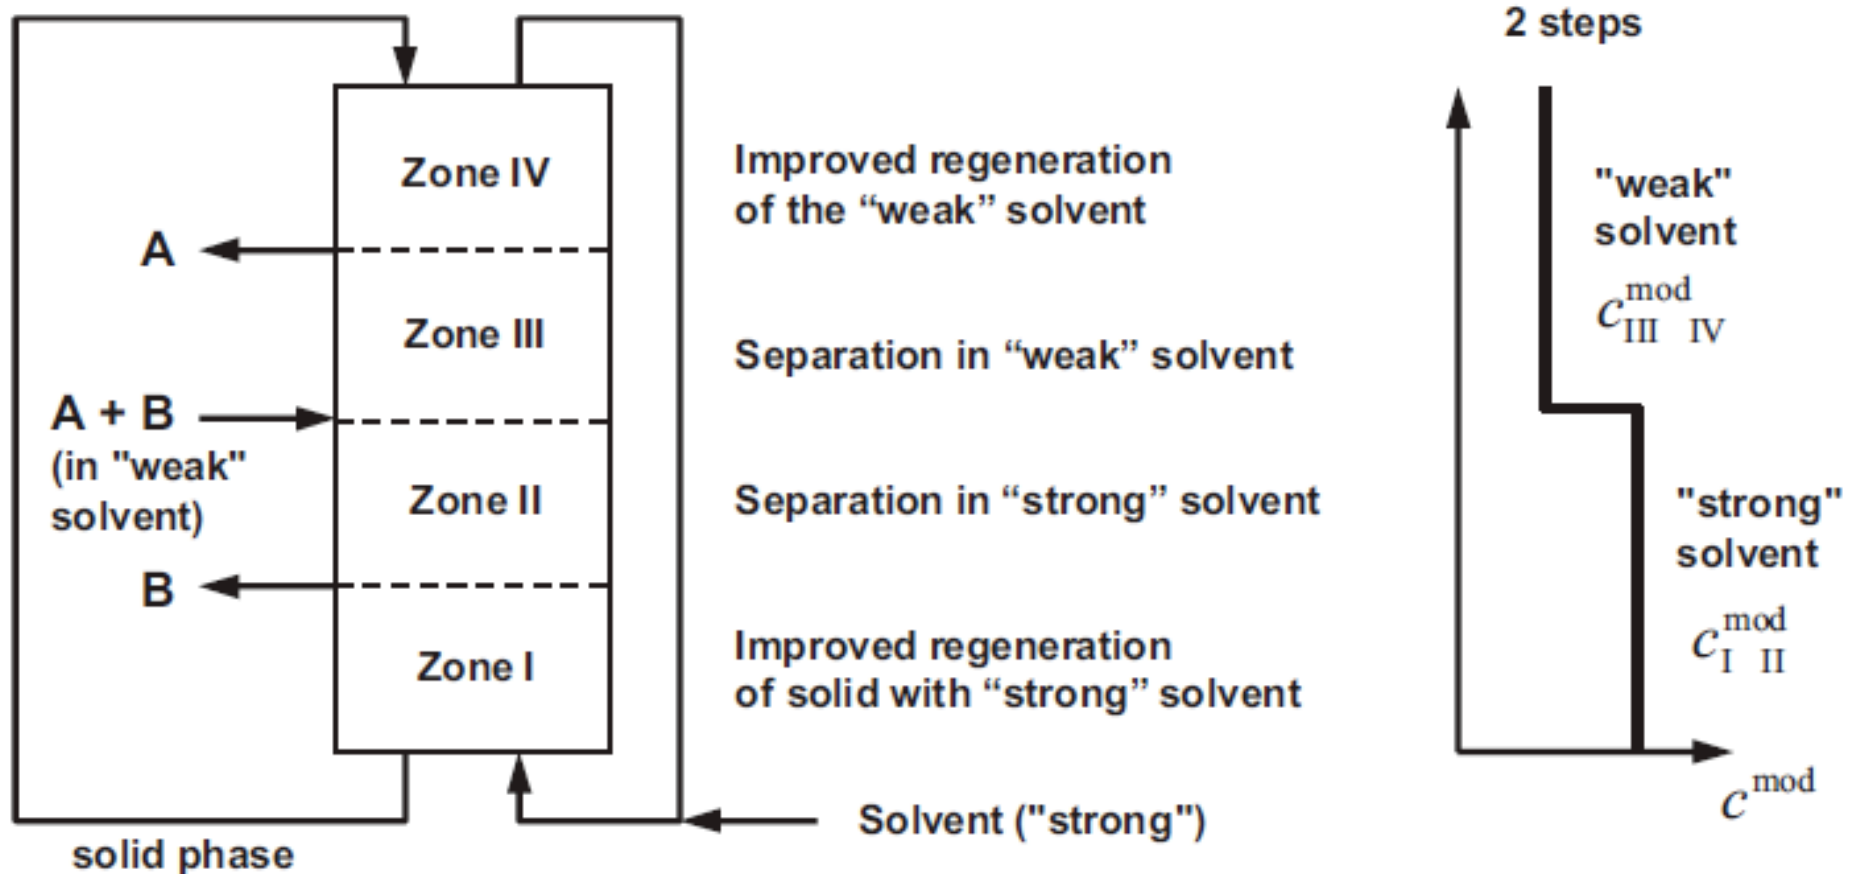 2 steps
Zone IV
Improved regeneration
of the “weak” solvent
"weak"
solvent
c^mod_III IV
A
Zone III
Separation in “weak” solvent
A + B
(in "weak"
solvent)
Zone II
Separation in “strong” solvent
"strong"
solvent
c^mod_I II
B
Zone I
Improved regeneration
of solid with “strong” solvent
c^mod
Solvent ("strong")
solid phase